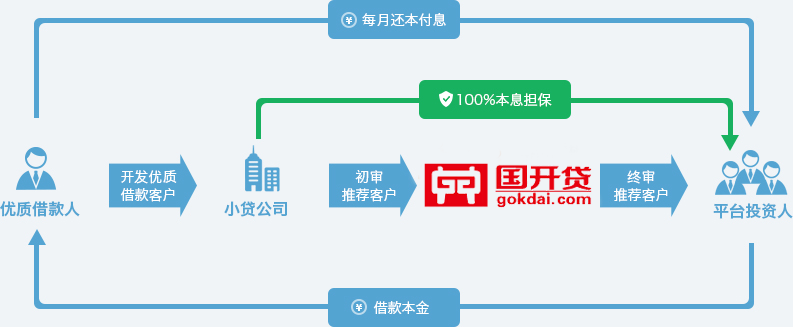 ¥ 每月还本付息
100%本息担保
开发优质
借款客户
初审
推荐客户
国开贷
gokdai.com
终审
推荐客户
优质借款人
小贷公司
平台投资人
¥ 借款本金